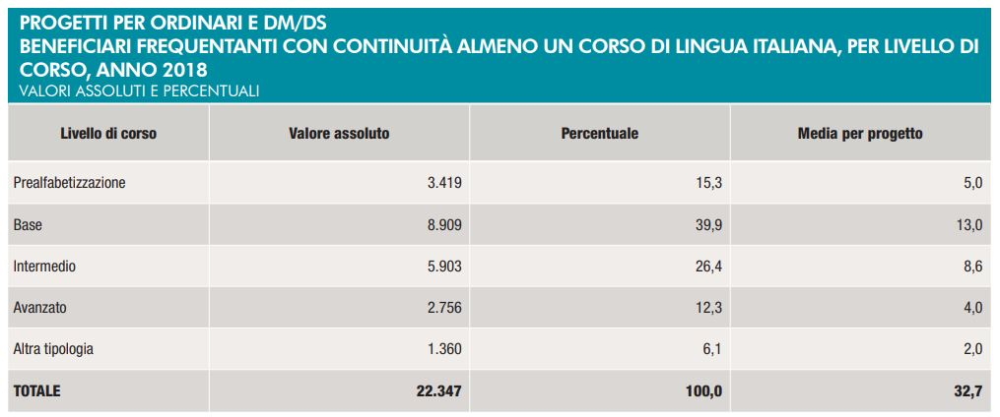 PROGETTI PER ORDINARI E DM/DS
BENEFICIARI FREQUENTANTI CON CONTINUITÀ ALMENO UN CORSO DI LINGUA ITALIANA, PER LIVELLO DI
CORSO, ANNO 2018
VALORI ASSOLUTI E PERCENTUALI
Livello di corso Valore assoluto Percentuale Media per progetto
Prealfabetizzazione 3.419 15,3 5,0
Base 8.909 39,9 13,0
Intermedio 5.903 26,4 8,6
Avanzato 2.756 12,3 4,0
Altra tipologia 1.360 6,1 2,0
TOTALE 22.347 100,0 32,7